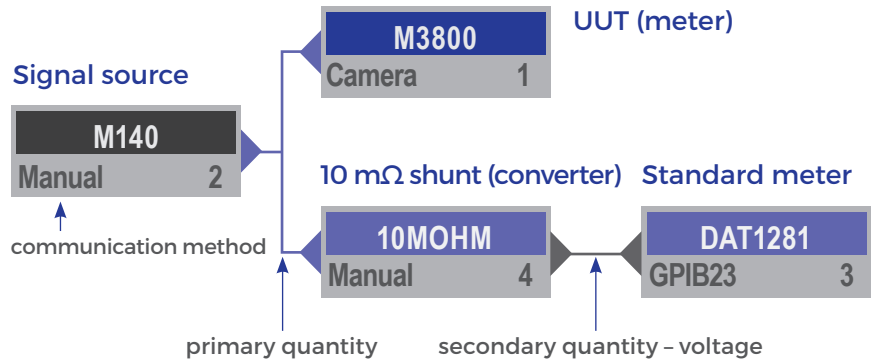 UUT (meter)
M3800
Camera 1
Signal source
M140
Manual 2
communication method
10 mΩ shunt (converter)
10MOHM
Manual 4
Standard meter
DAT1281
GPIB23 3
primary quantity
secondary quantity – voltage